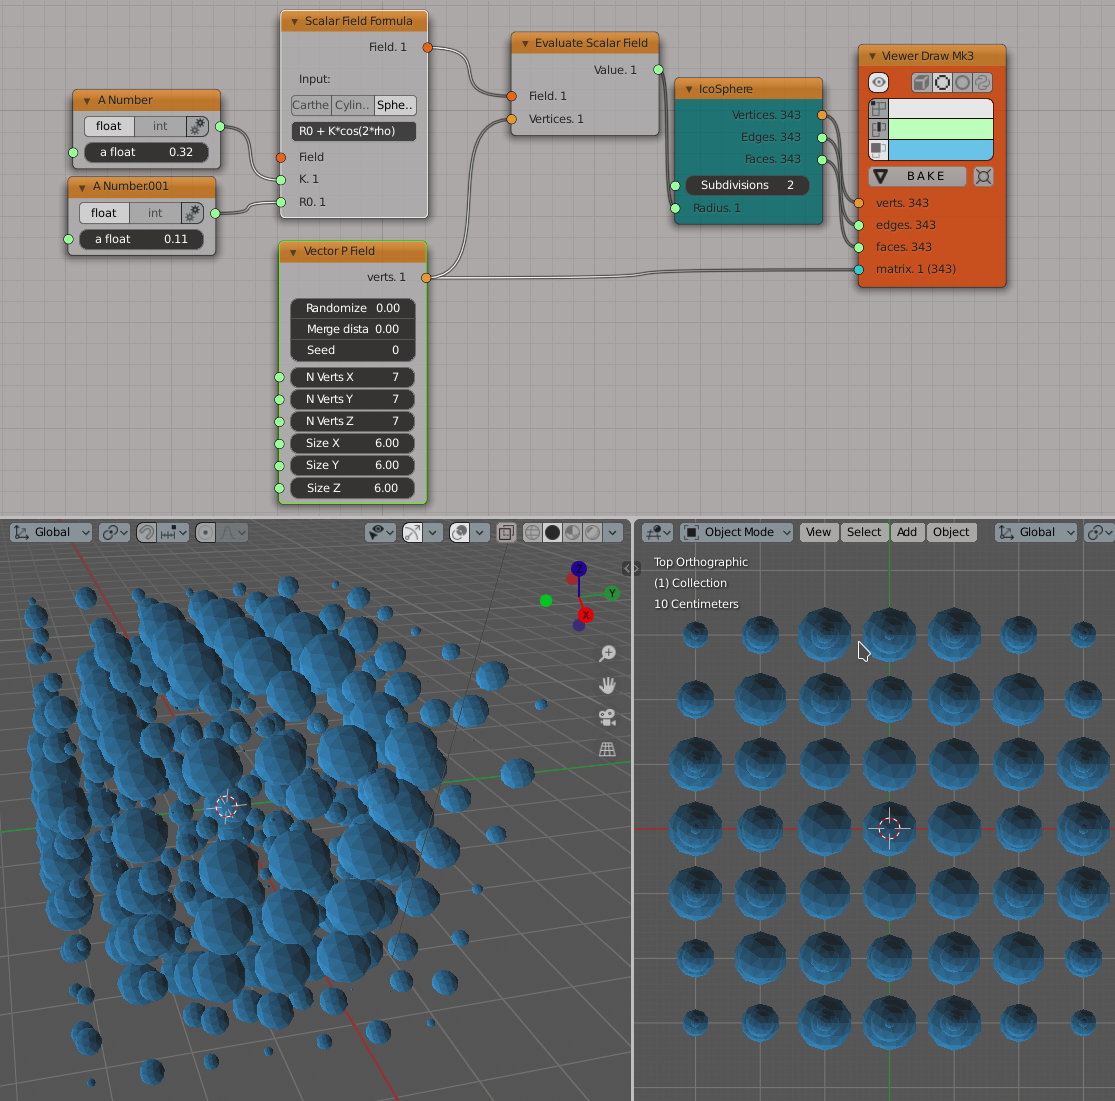 Scalar Field Formula
Field. 1
Input:
Carthe
Cylin..
Sphe..
R0 + K*cos(2*rho)
Field
K. 1
R0. 1
A Number
float
int
a float
0.32
A Number.001
float
int
a float
0.11
Evaluate Scalar Field
Value. 1
Field. 1
Vertices. 1
IcoSphere
Vertices. 343
Edges. 343
Faces. 343
Subdivisions 2
Radius. 1
Viewer Draw Mk3
BAKE
verts. 343
edges. 343
faces. 343
matrix. 1 (343)
Vector P Field
verts. 1
Randomize 0.00
Merge dista 0.00
Seed 0
N Verts X 7
N Verts Y 7
N Verts Z 7
Size X 6.00
Size Y 6.00
Size Z 6.00
Global
Z
Y
X
Object Mode
View
Select
Add
Object
Global
Top Orthographic
(1) Collection
10 Centimeters